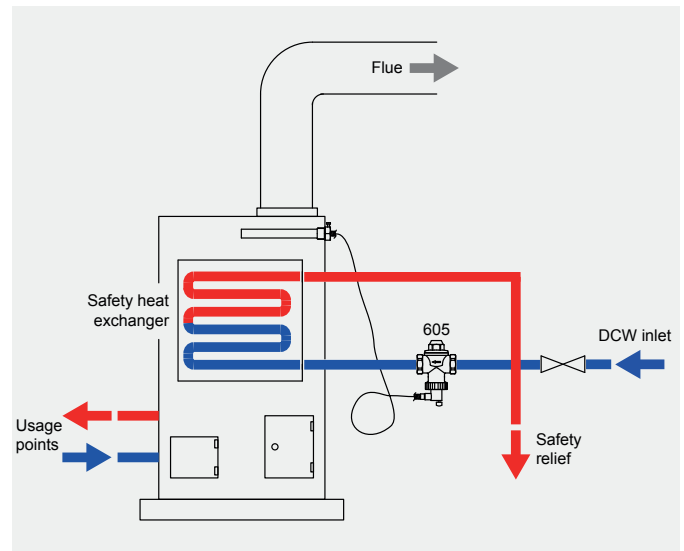 Flue
Safety heat
exchanger
605
DCW inlet
Usage
points
Safety
relief